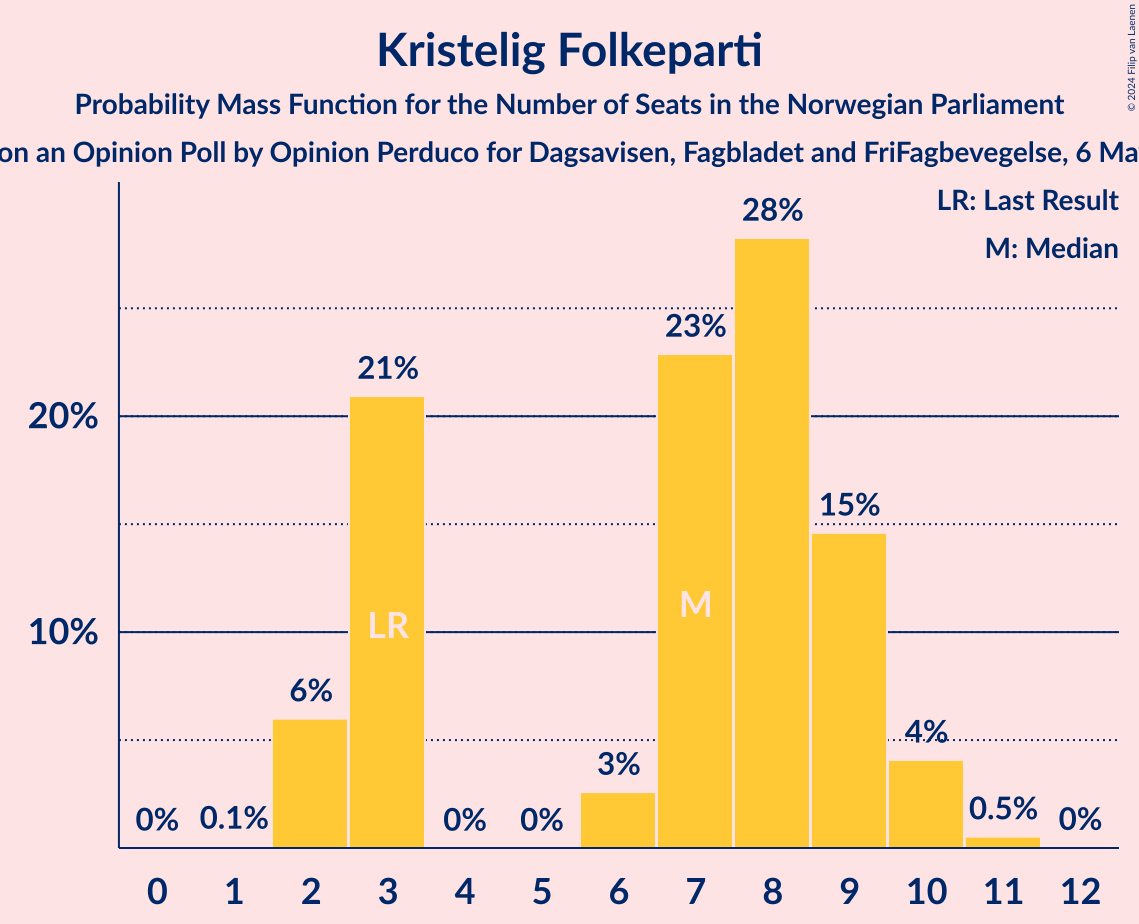 © 2024 Filip van Laenen
Kristelig Folkeparti
Probability Mass Function for the Number of Seats in the Norwegian Parliament
on an Opinion Poll by Opinion Perduco for Dagsavisen, Fagbladet and FriFagbevegelse, 6 Ma
LR: Last Result
M: Median
28%
23%
21%
20%
15%
LR
M
10%
6%
4%
3%
0% 0.1% 0% 0% 0.5% 0%
0 1 2 3 4 5 6 7 8 9 10 11 12